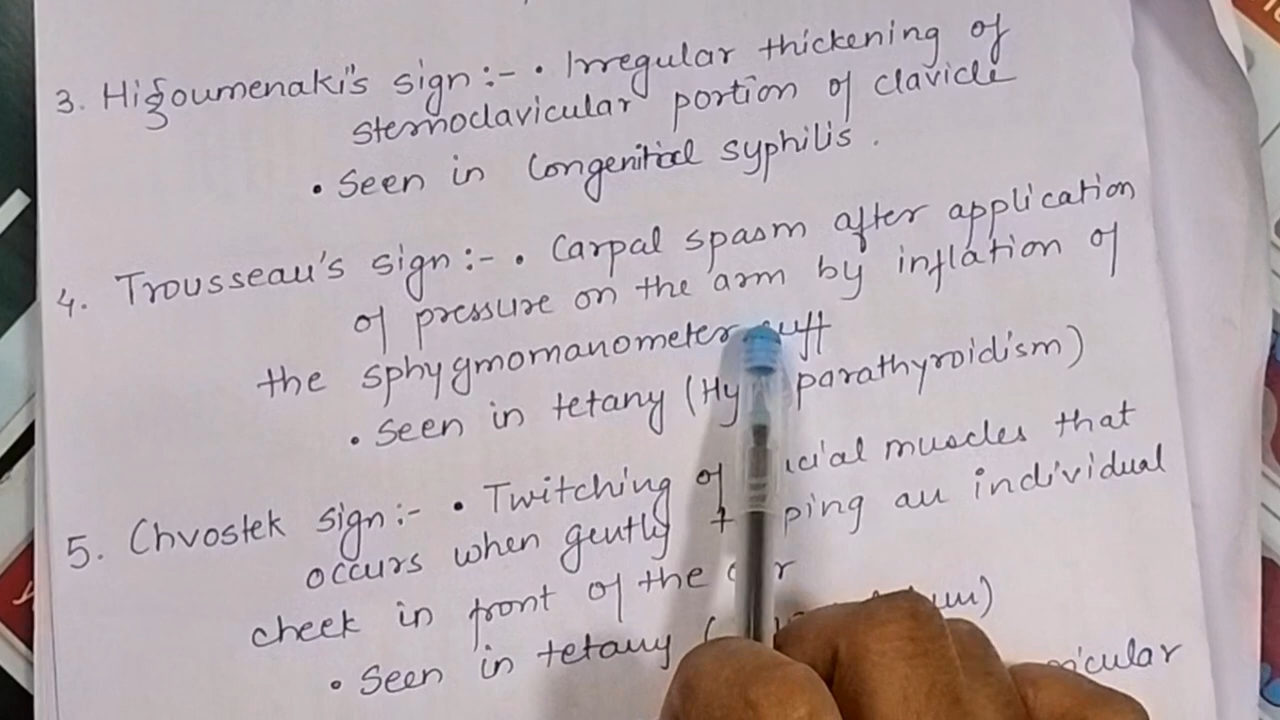 3. Higoumenaki's sign :- • Irregular thickening of
sternoclavicular portion of clavicle
• Seen in Congenital syphilis.
4. Trousseau's sign :- • Carpal spasm after application
of pressure on the arm by inflation of
the sphygmomanometer cuff
• Seen in tetany (Hy parathyroidism)
5. Chvostek sign :- • Twitching of cial muscles that
occurs when gently t ping an individual
cheek in front of the r
• Seen in tetany ( um)
icular